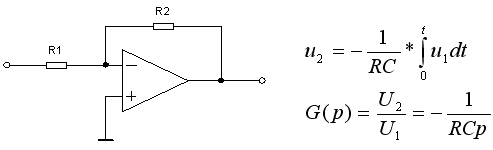 R1
R2
−
+
u₂ = − 1/RC * ∫₀ᵗ u₁dt
G(p) = U₂/U₁ = − 1/RCp